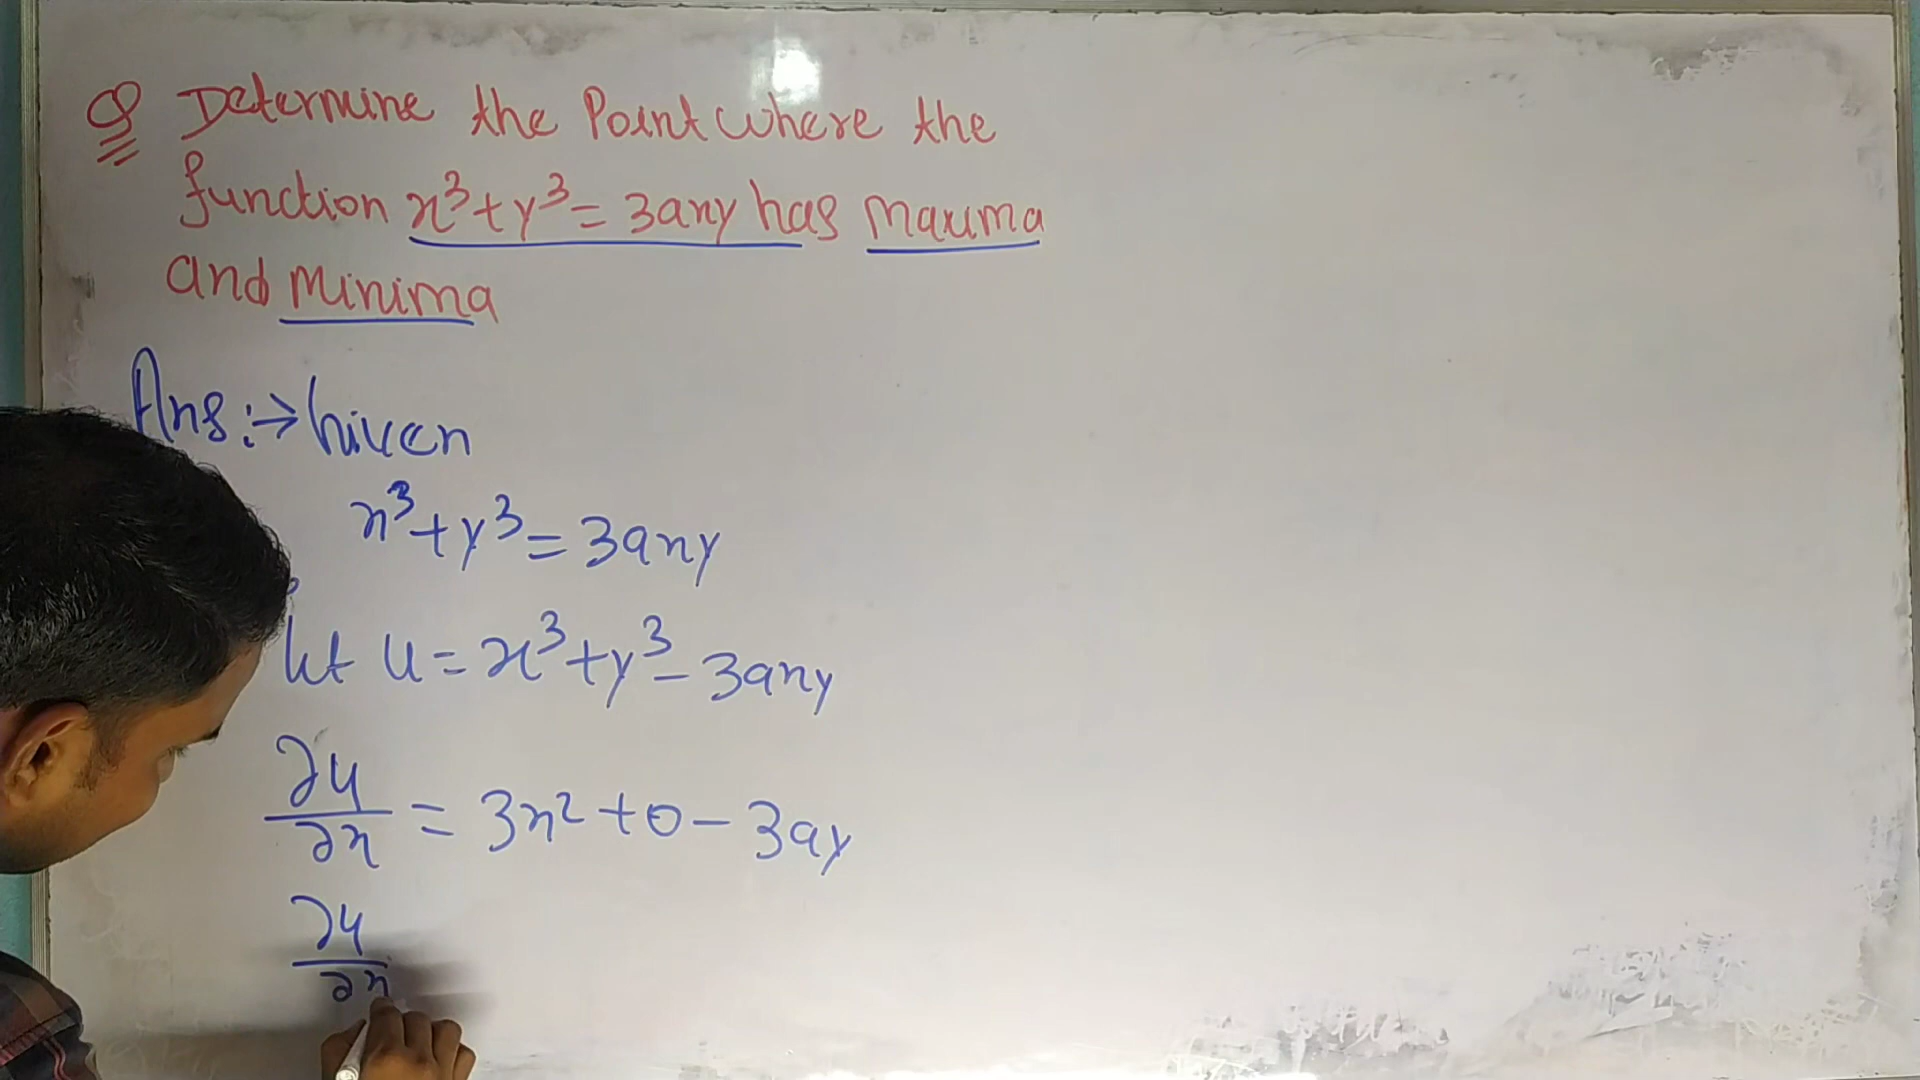 Q Determine the Point where the
function x³+y³=3axy has Maxima
and Minima
Ans:→Given
x³+y³=3axy
let u=x³+y³-3axy
∂u/∂x = 3x²+0-3ay
∂u/∂x